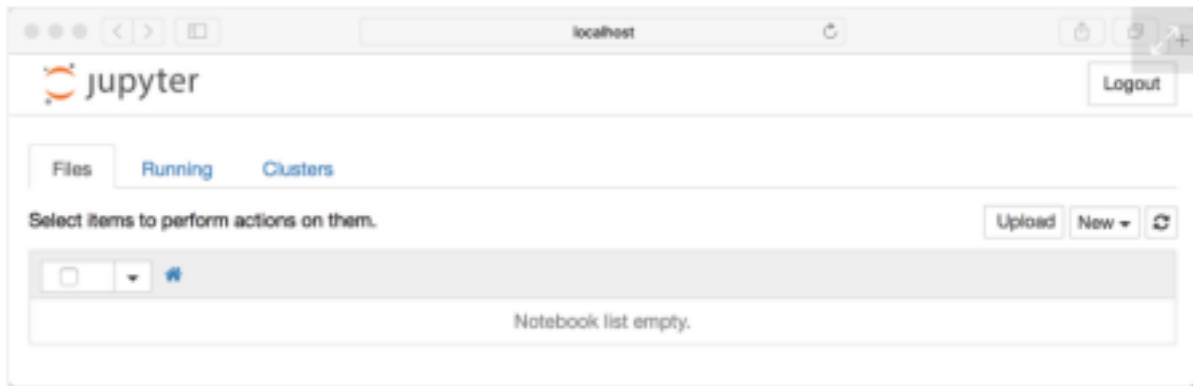 localhost
jupyter
Logout
Files Running Clusters
Select items to perform actions on them.
Upload New
Notebook list empty.